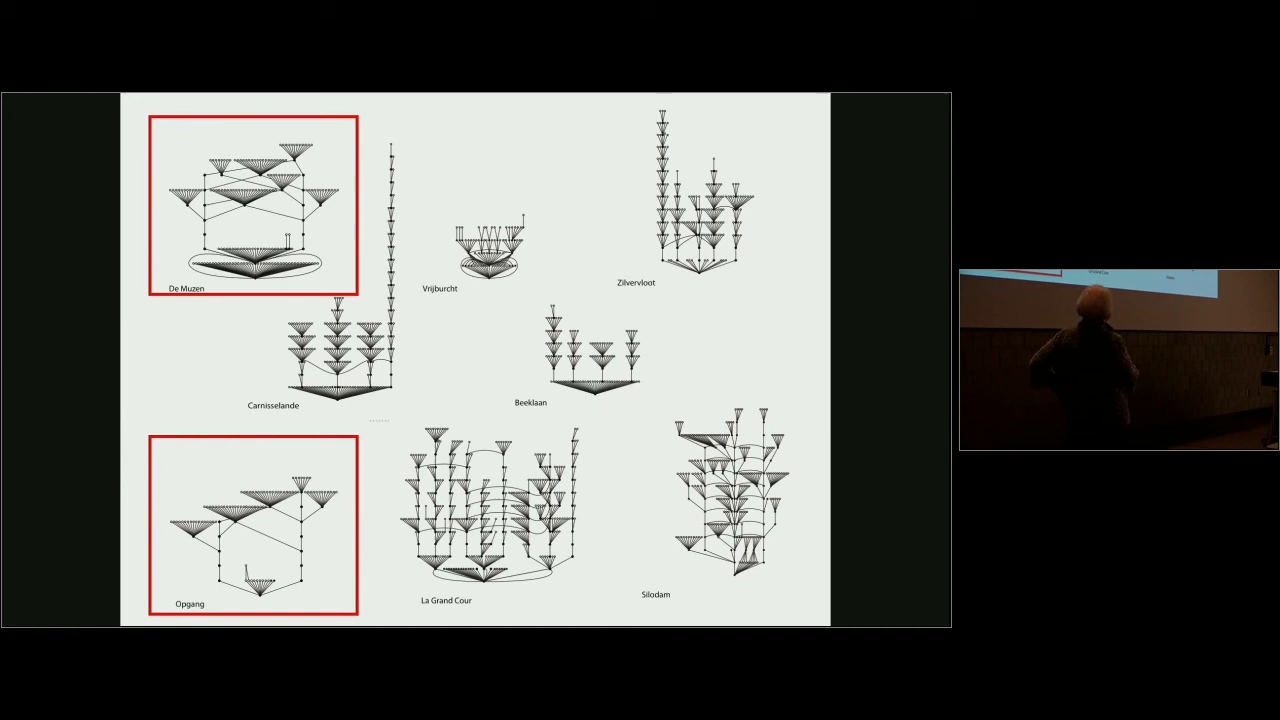 De Muzen
Vrijburcht
Zilvervloot
Carnisselande
Beeklaan
Opgang
La Grand Cour
Silodam